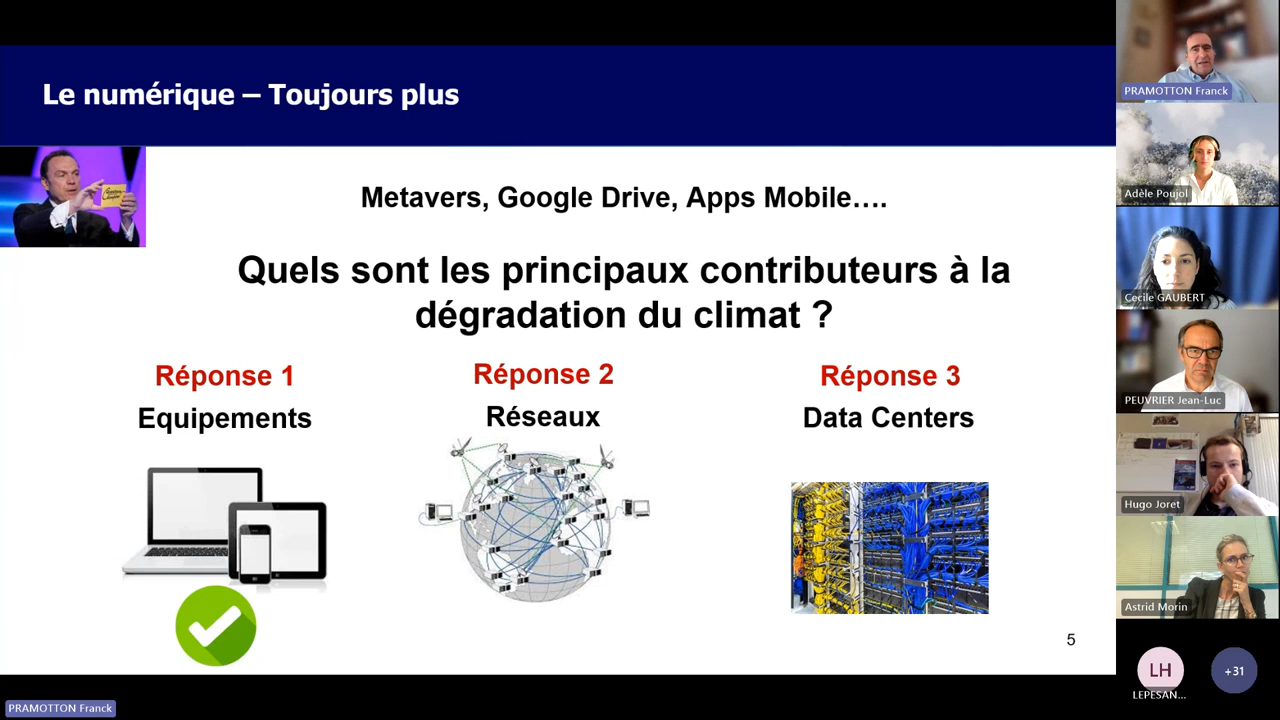 Le numérique – Toujours plus
Metavers, Google Drive, Apps Mobile….
Quels sont les principaux contributeurs à la
dégradation du climat ?
Réponse 1
Equipements
Réponse 2
Réseaux
Réponse 3
Data Centers
5
PRAMOTTON Franck
PRAMOTTON Franck
Adèle Poujol
Cecile GAUBERT
PEUVRIER Jean-Luc
Hugo Joret
Astrid Morin
LH
LEPESAN...
+31